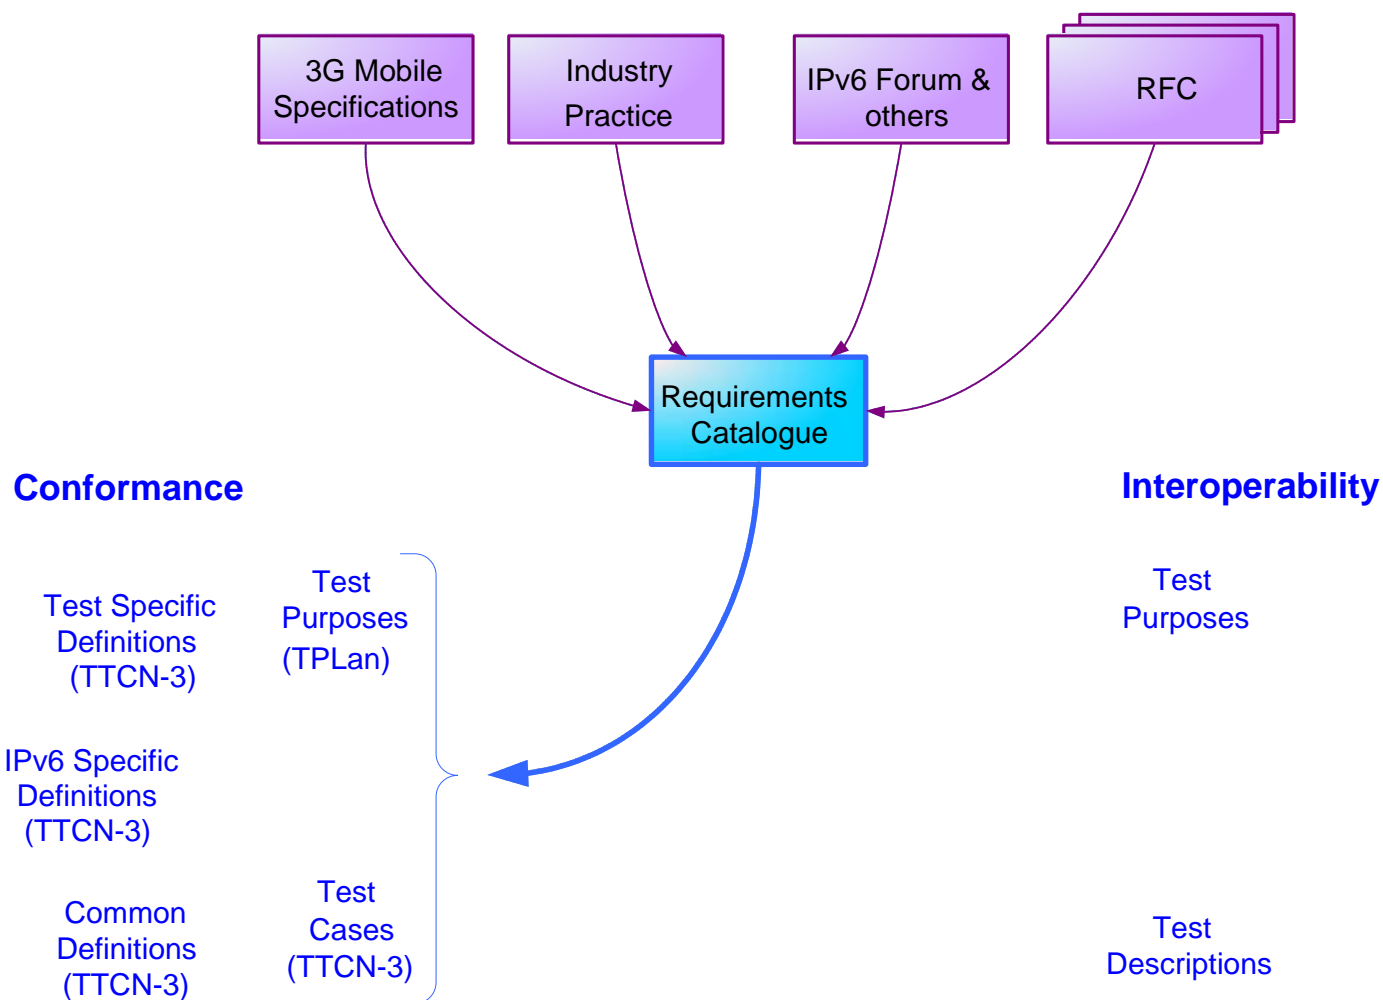 3G Mobile
Specifications
Industry
Practice
IPv6 Forum &
others
RFC
Requirements
Catalogue
Conformance
Interoperability
Test Specific
Definitions
(TTCN-3)
Test
Purposes
(TPLan)
Test
Purposes
IPv6 Specific
Definitions
(TTCN-3)
Common
Definitions
(TTCN-3)
Test
Cases
(TTCN-3)
Test
Descriptions